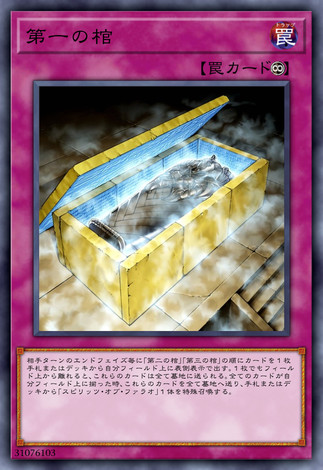 第一の棺
トラップ
罠
【罠カード】
相手ターンのエンドフェイズ毎に「第二の棺」「第三の棺」の順にカードを１枚
手札またはデッキから自分フィールド上に表側表示で出す。１枚でもフィールド
上から離れると、これらのカードは全て墓地に送られる。全てのカードが自
分フィールド上に揃った時、これらのカードを全て墓地へ送り、手札またはデ
ッキから「スピリッツ・オブ・ファラオ」１体を特殊召喚する。
31076103